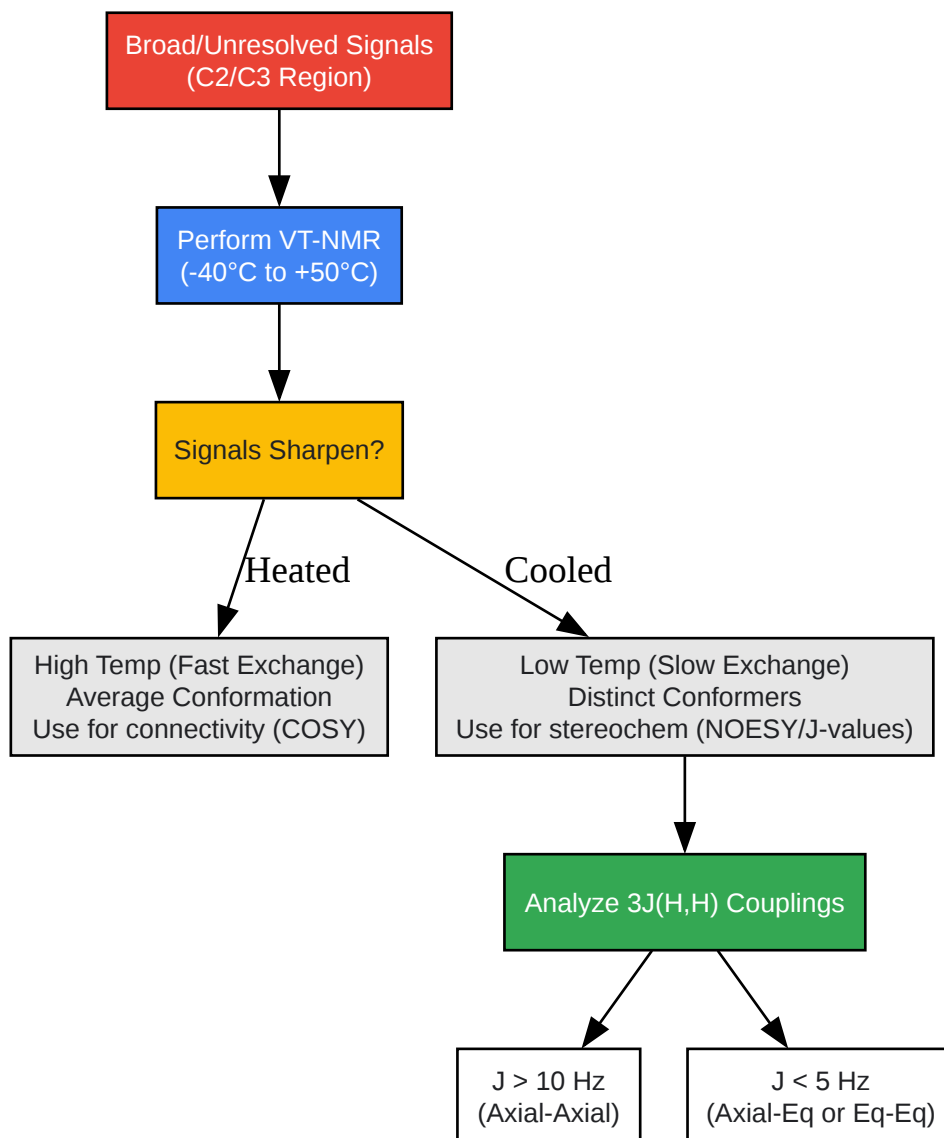 Broad/Unresolved Signals
(C2/C3 Region)
Perform VT-NMR
(-40°C to +50°C)
Signals Sharpen?
Heated
Cooled
High Temp (Fast Exchange)
Average Conformation
Use for connectivity (COSY)
Low Temp (Slow Exchange)
Distinct Conformers
Use for stereochem (NOESY/J-values)
Analyze 3J(H,H) Couplings
J > 10 Hz
(Axial-Axial)
J < 5 Hz
(Axial-Eq or Eq-Eq)